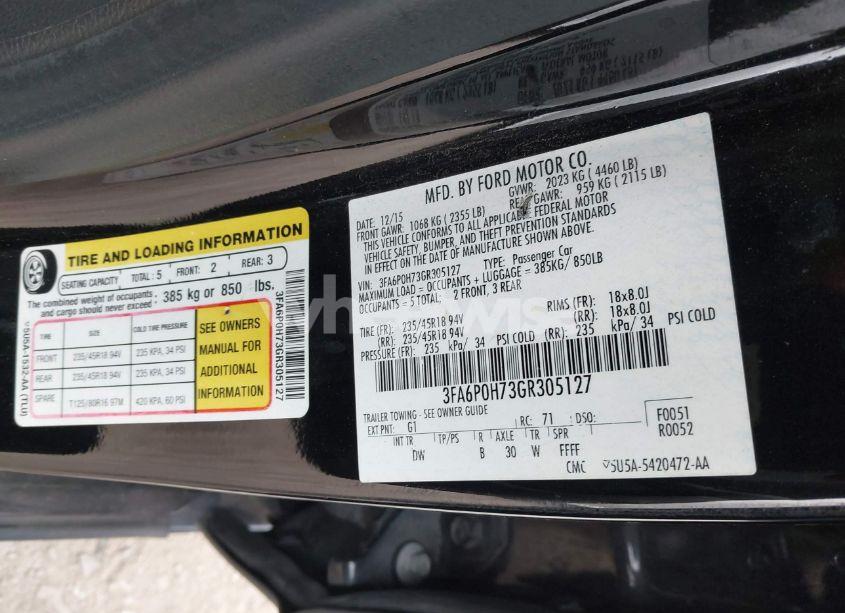 TIRE AND LOADING INFORMATION
SEATING CAPACITY TOTAL: 5 FRONT: 2 REAR: 3
The combined weight of occupants and cargo should never exceed: 385 kg or 850 lbs.
TIRE SIZE COLD TIRE PRESSURE
FRONT 235/45R18 94V 235 KPA, 34 PSI
REAR 235/45R18 94V 235 KPA, 34 PSI
SPARE T125/80R16 97M 420 KPA, 60 PSI
SEE OWNERS
MANUAL FOR
ADDITIONAL
INFORMATION
3FA6P0H73GR305127
5U5A-1532-AA (TLU)
MFD. BY FORD MOTOR CO.
12/15 GVWR: 2023 KG ( 4460 LB)
FRONT GAWR: 1068 KG ( 2355 LB) GAWR: 959 KG ( 2115 LB)
THIS VEHICLE CONFORMS TO ALL APPLICABLE FEDERAL MOTOR
VEHICLE SAFETY, BUMPER, AND THEFT PREVENTION STANDARDS
IN EFFECT ON THE DATE OF MANUFACTURE SHOWN ABOVE.
VIN: 3FA6P0H73GR305127 TYPE: Passenger Car
MAXIMUM LOAD = OCCUPANTS + LUGGAGE = 385KG/ 850LB
OCCUPANTS = 5 TOTAL: 2 FRONT, 3 REAR
TIRE (FR): 235/45R18 94V RIMS (FR): 18x8.0J
(RR): 235/45R18 94V (RR): 18x8.0J
PRESSURE (FR): 235 kPa/ 34 PSI COLD (RR): 235 kPa/ 34 PSI COLD
3FA6P0H73GR305127
TRAILER TOWING - SEE OWNER GUIDE
EXT PNT: G1 RC: 71 DSO: F0051
R0052
INT TR TP/PS R AXLE TR SPR
DW B 30 W FFFF
CMC 5U5A-5420472-AA